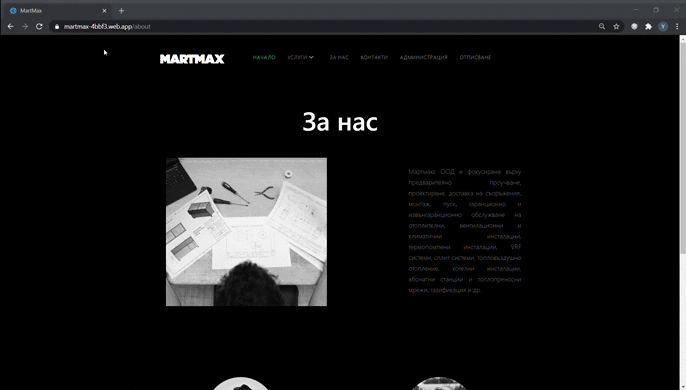 MartMax
martmax-4bbf3.web.app/about
MARTMAX
НАЧАЛО
УСЛУГИ
ЗА НАС
КОНТАКТИ
АДМИНИСТРАЦИЯ
ОТПИСВАНЕ
За нас
Мартмакс ООД е фокусирана върху
предварително проучване,
проектиране, доставка на съоръжения,
монтаж, пуск, гаранционно и
извънгаранционно обслужване на
отоплителни, вентилационни и
климатични инсталации,
термопомпени инсталации, VRF
системи, сплит системи, топловъздушно
отопление, котелни инсталации,
абонатни станции и топлопреносни
мрежи, газификация и др.